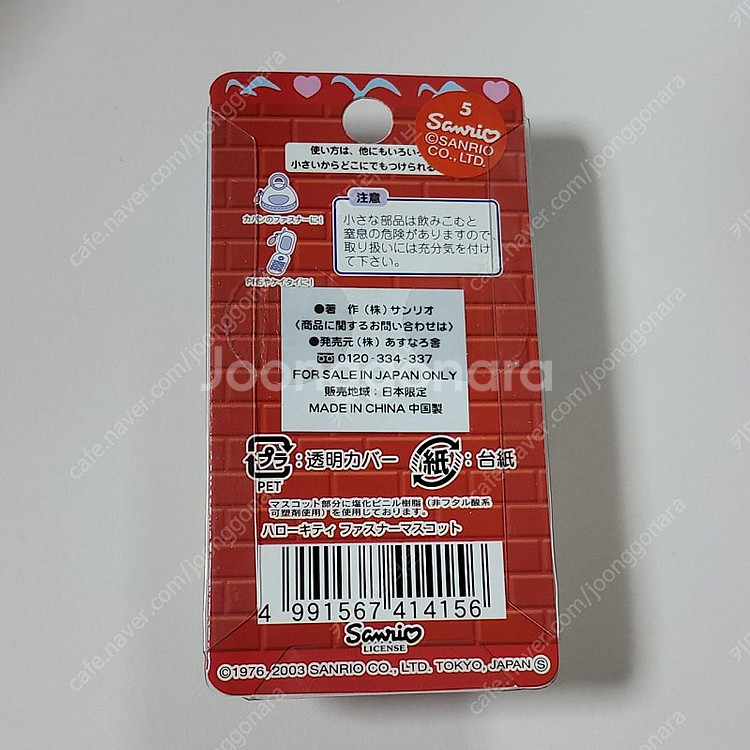 5
Sanrio
©SANRIO
CO., LTD.
使い方は、他にもいろいろ
小さいからどこにでもつけられる
カバンのファスナーに!
注意
小さな部品は飲みこむと
窒息の危険がありますので、
取り扱いには充分気を付け
て下さい。
PHSやケイタイに!
●著 作(株)サンリオ
〈商品に関するお問い合わせは〉
●発売元(株)あすなろ舎
0120-334-337
FOR SALE IN JAPAN ONLY
販売地域:日本限定
MADE IN CHINA 中国製
Joonggonara
プラ
PET
:透明カバー
紙
:台紙
マスコット部分に塩化ビニル樹脂(非フタル酸系
可塑剤使用)を使用しております。
ハローキティ ファスナーマスコット
4 991567 414156
Sanrio
LICENSE
©1976, 2003 SANRIO CO., LTD. TOKYO, JAPAN Ⓢ
cafe.naver.com/joonggonara